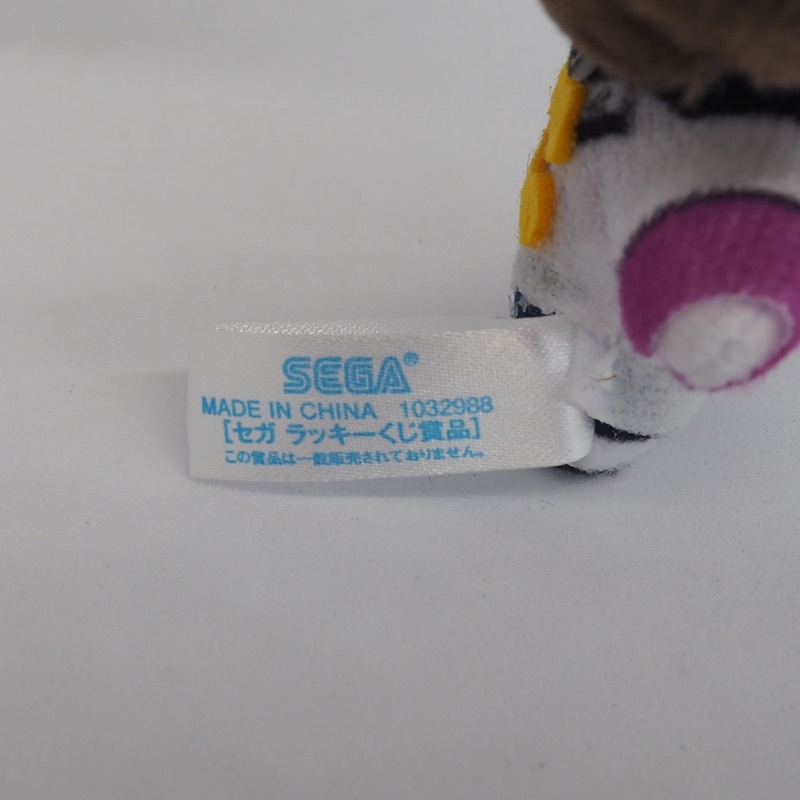 SEGA®
MADE IN CHINA 1032988
[セガ ラッキーくじ賞品]
この賞品は一般販売されておりません。